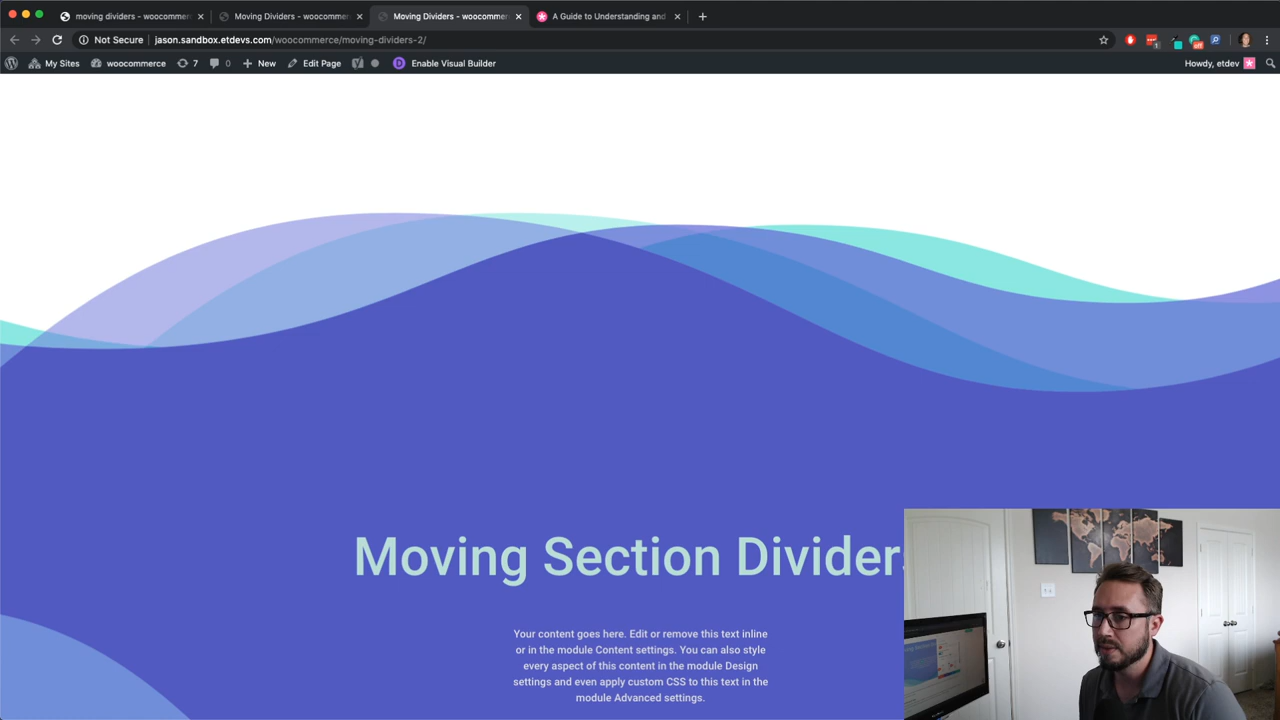 moving dividers - woocommerc
Moving Dividers - woocommerc
Moving Dividers - woocommerc
A Guide to Understanding and
Not Secure
jason.sandbox.etdevs.com/woocommerce/moving-dividers-2/
My Sites
woocommerce
7
0
New
Edit Page
D
Enable Visual Builder
Howdy, etdev
Moving Section Divider
Your content goes here. Edit or remove this text inline
or in the module Content settings. You can also style
every aspect of this content in the module Design
settings and even apply custom CSS to this text in the
module Advanced settings.